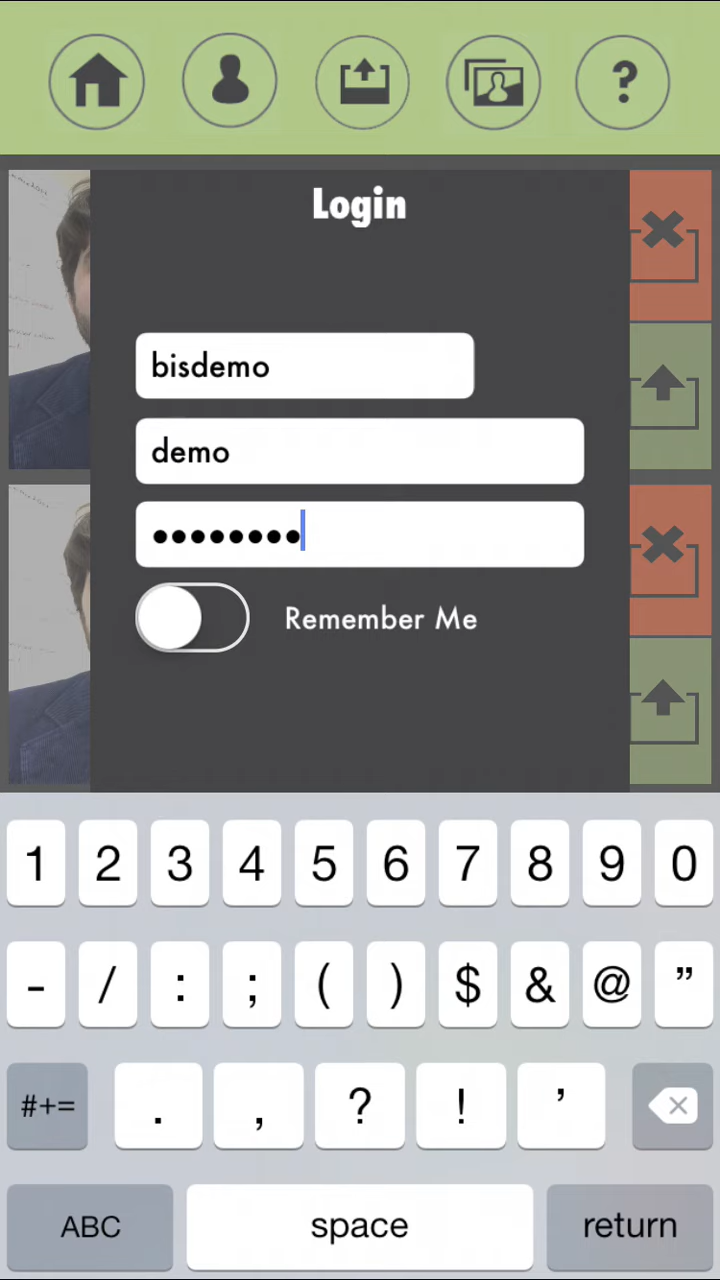 ?
Login
bisdemo
demo
••••••••
Remember Me
1 2 3 4 5 6 7 8 9 0
- / : ; ( ) $ & @ ”
#+= . , ? ! ’
ABC space return